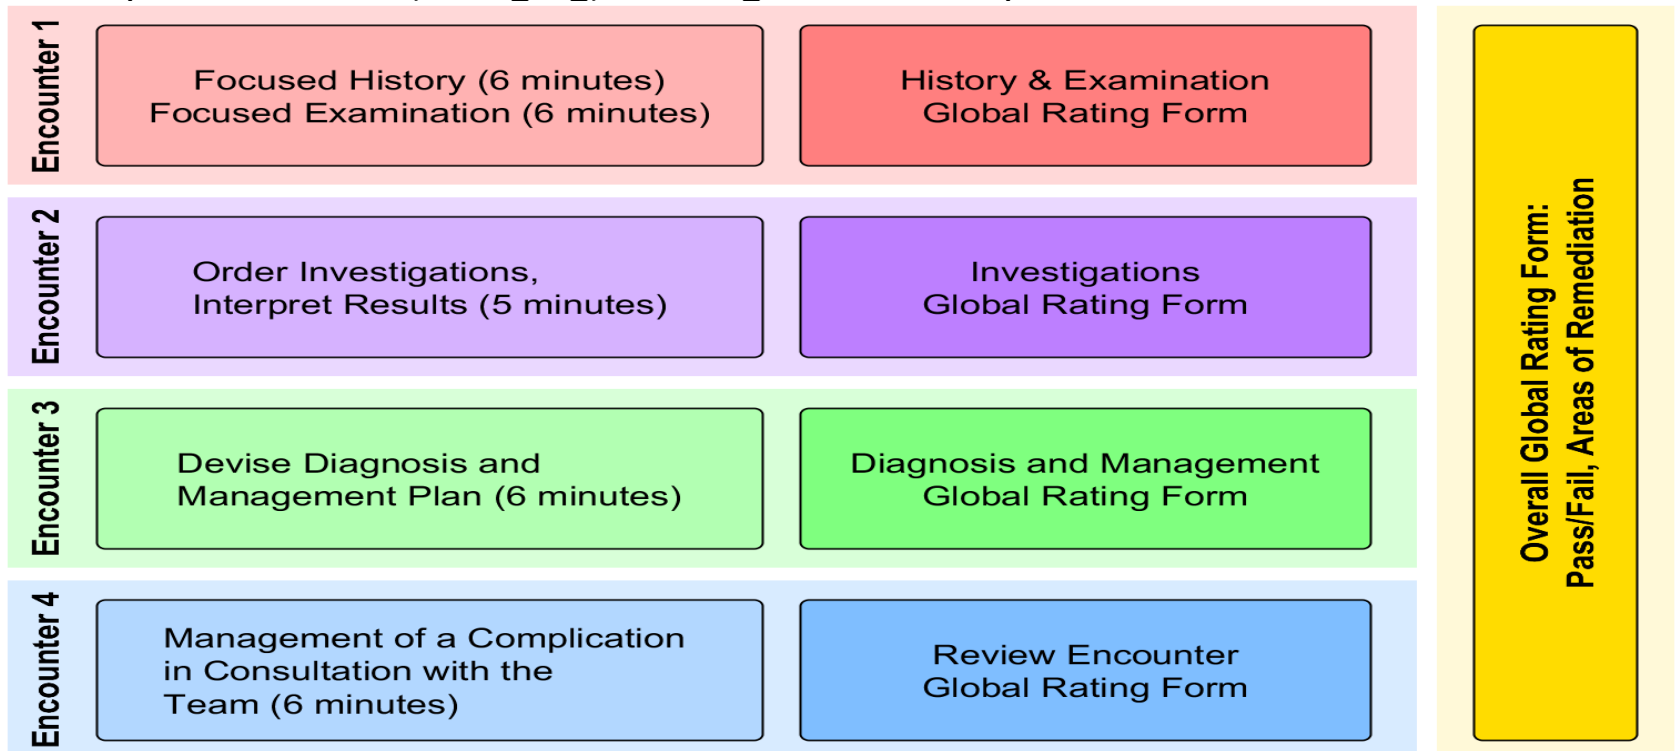 Encounter 1
Focused History (6 minutes)
Focused Examination (6 minutes)
History & Examination
Global Rating Form
Encounter 2
Order Investigations,
Interpret Results (5 minutes)
Investigations
Global Rating Form
Encounter 3
Devise Diagnosis and
Management Plan (6 minutes)
Diagnosis and Management
Global Rating Form
Encounter 4
Management of a Complication
in Consultation with the
Team (6 minutes)
Review Encounter
Global Rating Form
Overall Global Rating Form:
Pass/Fail, Areas of Remediation